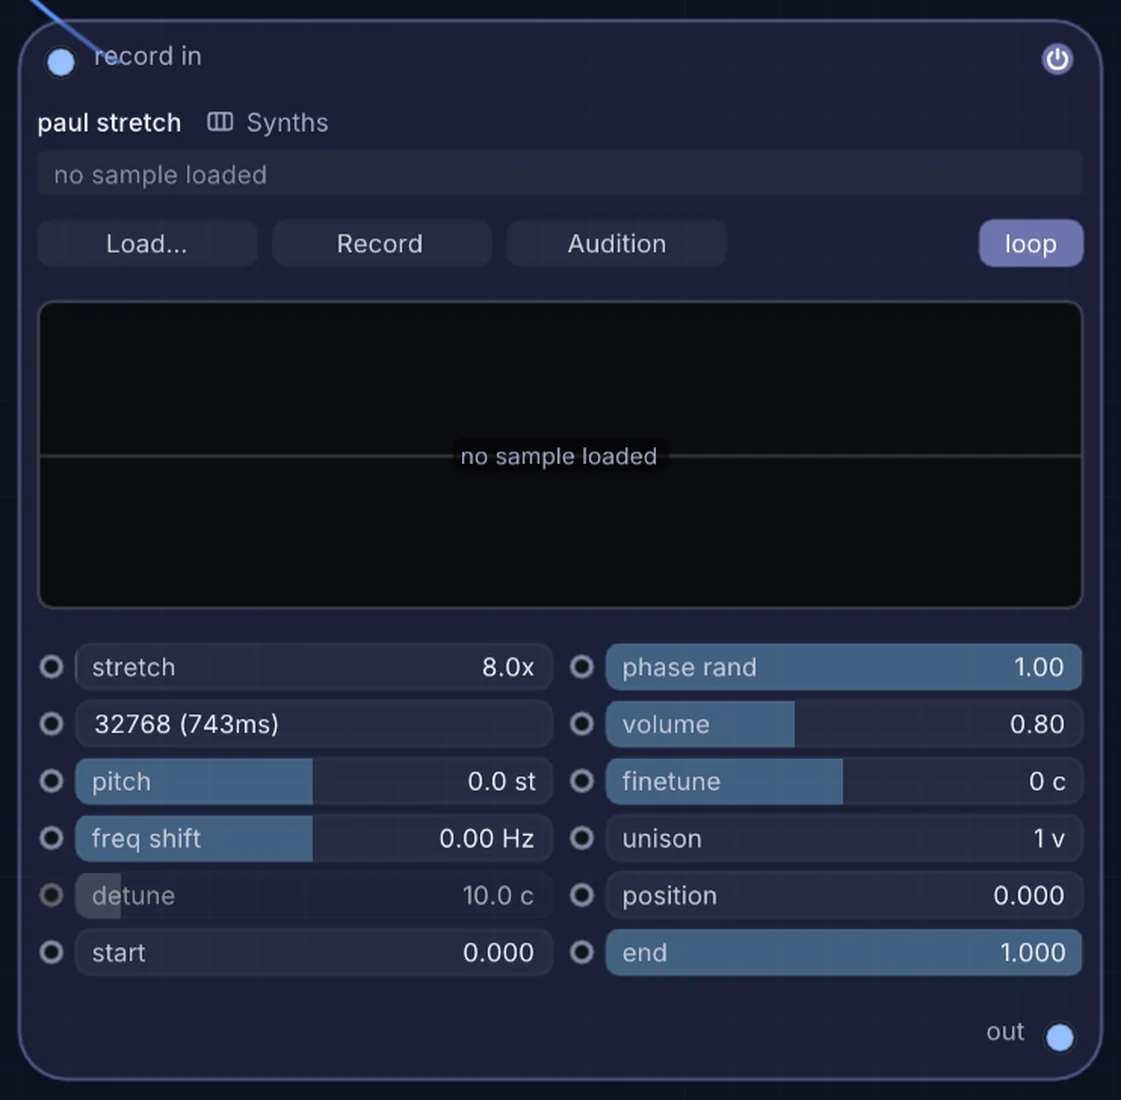 record in
paul stretch Synths
no sample loaded
Load... Record Audition loop
no sample loaded
stretch 8.0x phase rand 1.00
32768 (743ms) volume 0.80
pitch 0.0 st finetune 0 c
freq shift 0.00 Hz unison 1 v
detune 10.0 c position 0.000
start 0.000 end 1.000
out